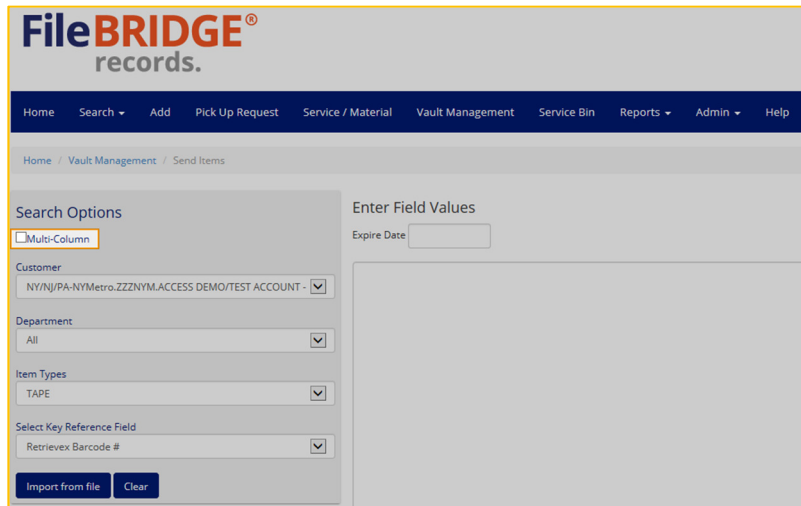 FileBRIDGE®
records.
Home Search Add Pick Up Request Service / Material Vault Management Service Bin Reports Admin Help
Home / Vault Management / Send Items
Search Options
Multi-Column
Customer
NY/NJ/PA-NYMetro.ZZZNYM.ACCESS DEMO/TEST ACCOUNT -
Department
All
Item Types
TAPE
Select Key Reference Field
Retrievex Barcode #
Import from file Clear
Enter Field Values
Expire Date